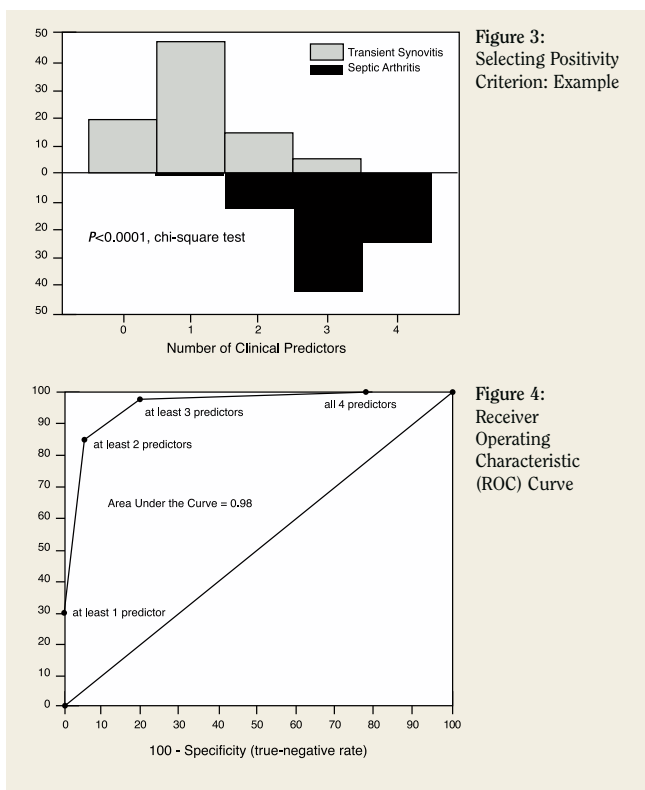 50
40
30
20
10
0
10
20
30
40
50
Transient Synovitis
Septic Arthritis
P<0.0001, chi-square test
0 1 2 3 4
Number of Clinical Predictors
Figure 3:
Selecting Positivity
Criterion: Example
100
90
80
70
60
50
40
30
20
10
0
at least 3 predictors
all 4 predictors
at least 2 predictors
Area Under the Curve = 0.98
at least 1 predictor
0 10 20 30 40 50 60 70 80 90 100
100 - Specificity (true-negative rate)
Figure 4:
Receiver
Operating
Characteristic
(ROC) Curve